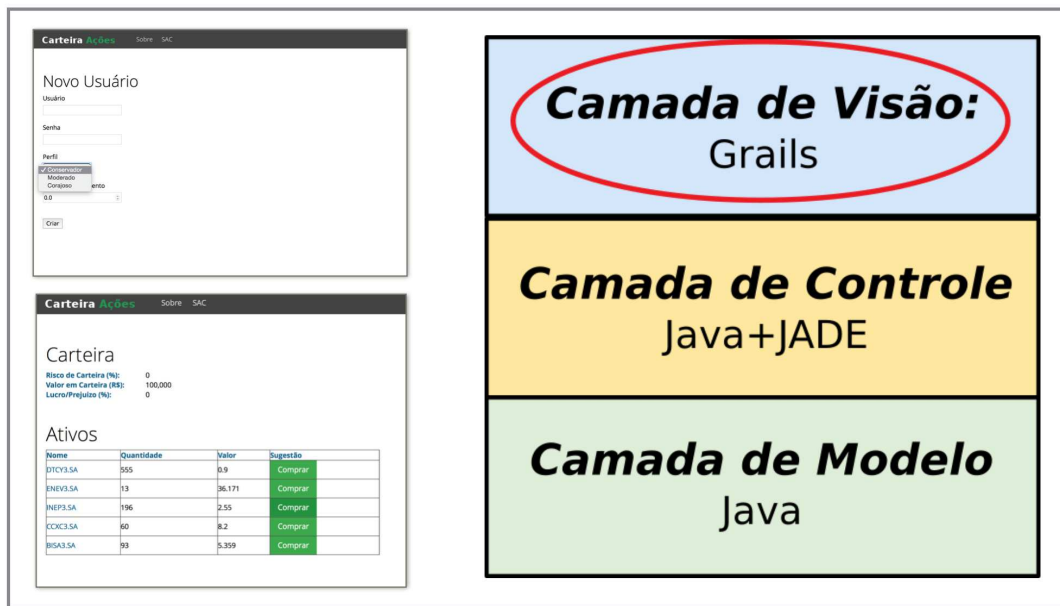 Carteira Ações Sobre SAC
Novo Usuário
Usuário
Senha
Perfil
✓ Conservador
Moderado
Corajoso
ento
0.0
Criar
Carteira Ações Sobre SAC
Carteira
Risco de Carteira (%): 0
Valor em Carteira (R$): 100,000
Lucro/Prejuizo (%): 0
Ativos
Nome Quantidade Valor Sugestão
DTCY3.SA 555 0.9 Comprar
ENEV3.SA 13 36.171 Comprar
INEP3.SA 196 2.55 Comprar
CCXC3.SA 60 8.2 Comprar
BISA3.SA 93 5.359 Comprar
Camada de Visão:
Grails
Camada de Controle
Java+JADE
Camada de Modelo
Java